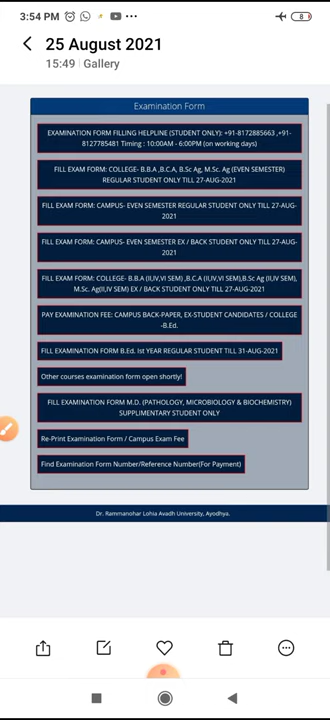 3:54 PM
8
25 August 2021
15:49 | Gallery
Examination Form
EXAMINATION FORM FILLING HELPLINE (STUDENT ONLY): +91-8172885663 ,+91-
8127785481 Timing : 10:00AM - 6:00PM (on working days)
FILL EXAM FORM: COLLEGE- B.B.A ,B.C.A, B.Sc Ag, M.Sc. Ag (EVEN SEMESTER)
REGULAR STUDENT ONLY TILL 27-AUG-2021
FILL EXAM FORM: CAMPUS- EVEN SEMESTER REGULAR STUDENT ONLY TILL 27-AUG-
2021
FILL EXAM FORM: CAMPUS- EVEN SEMESTER EX / BACK STUDENT ONLY TILL 27-AUG-
2021
FILL EXAM FORM: COLLEGE- B.B.A (II,IV,VI SEM) ,B.C.A (II,IV,VI SEM),B.Sc Ag (II,IV SEM),
M.Sc. Ag(II,IV SEM) EX / BACK STUDENT ONLY TILL 27-AUG-2021
PAY EXAMINATION FEE: CAMPUS BACK-PAPER, EX-STUDENT CANDIDATES / COLLEGE
-B.Ed.
FILL EXAMINATION FORM B.Ed. Ist YEAR REGULAR STUDENT TILL 31-AUG-2021
Other courses examination form open shortly!
FILL EXAMINATION FORM M.D. (PATHOLOGY, MICROBIOLOGY & BIOCHEMISTRY)
SUPPLIMENTARY STUDENT ONLY
Re-Print Examination Form / Campus Exam Fee
Find Examination Form Number/Reference Number(For Payment)
Dr. Rammanohar Lohia Avadh University, Ayodhya.